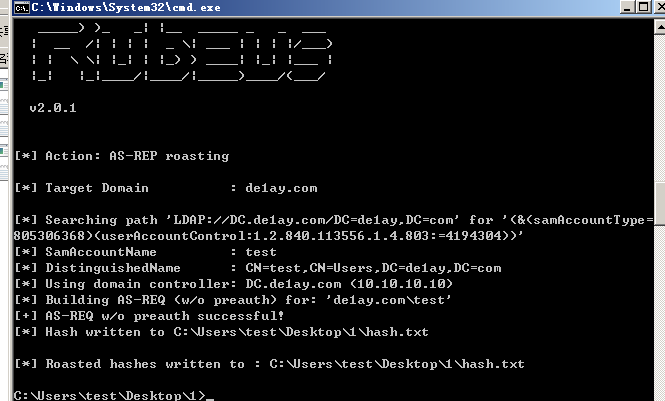 C:\Windows\System32\cmd.exe
v2.0.1
[*] Action: AS-REP roasting
[*] Target Domain          : de1ay.com
[*] Searching path 'LDAP://DC.de1ay.com/DC=de1ay,DC=com' for '(&(samAccountType=
805306368)(userAccountControl:1.2.840.113556.1.4.803:=4194304))'
[*] SamAccountName         : test
[*] DistinguishedName      : CN=test,CN=Users,DC=de1ay,DC=com
[*] Using domain controller: DC.de1ay.com (10.10.10.10)
[*] Building AS-REQ (w/o preauth) for: 'de1ay.com\test'
[+] AS-REQ w/o preauth successful!
[*] Hash written to C:\Users\test\Desktop\1\hash.txt
[*] Roasted hashes written to : C:\Users\test\Desktop\1\hash.txt
C:\Users\test\Desktop\1>_